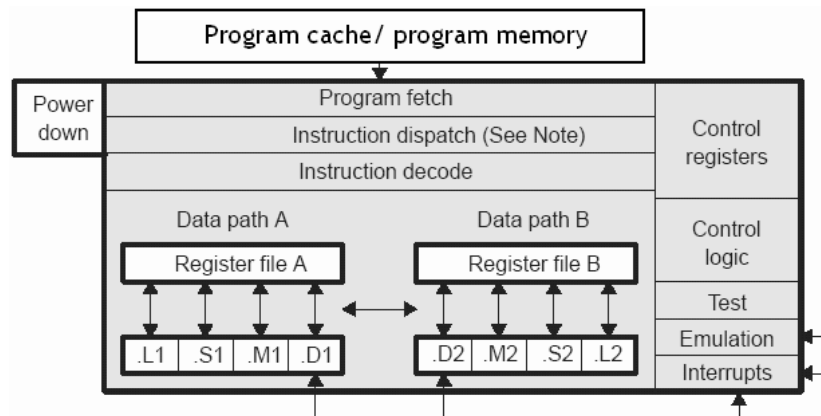 Program cache/ program memory
Power
down
Program fetch
Instruction dispatch (See Note)
Instruction decode
Control
registers
Data path A
Data path B
Register file A
Register file B
Control
logic
Test
.L1 .S1 .M1 .D1
.D2 .M2 .S2 .L2
Emulation
Interrupts